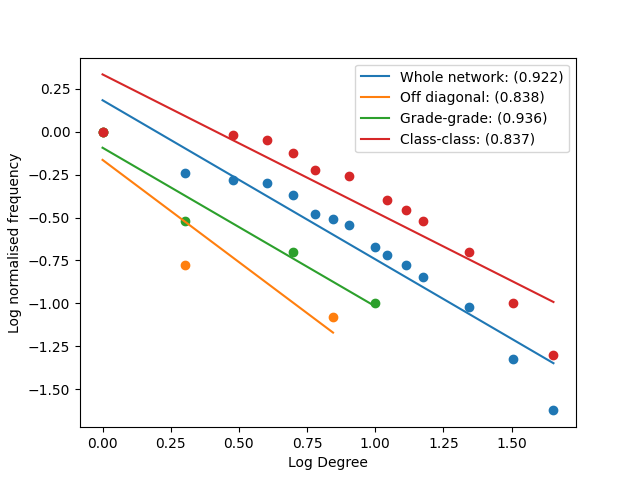 Whole network: (0.922)
Off diagonal: (0.838)
Grade-grade: (0.936)
Class-class: (0.837)
Log normalised frequency
0.25
0.00
−0.25
−0.50
−0.75
−1.00
−1.25
−1.50
0.00 0.25 0.50 0.75 1.00 1.25 1.50
Log Degree